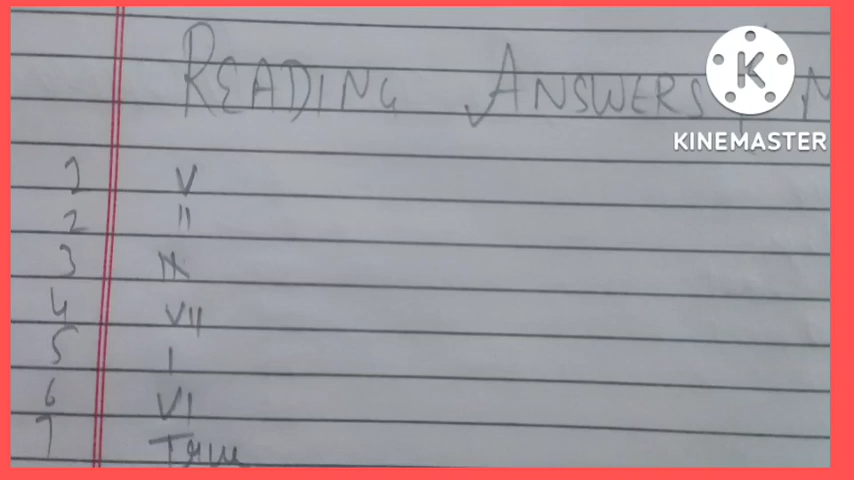 READING ANSWERS
K
KINEMASTER
1 V
2 II
3 IX
4 VII
5 I
6 VI
7 True